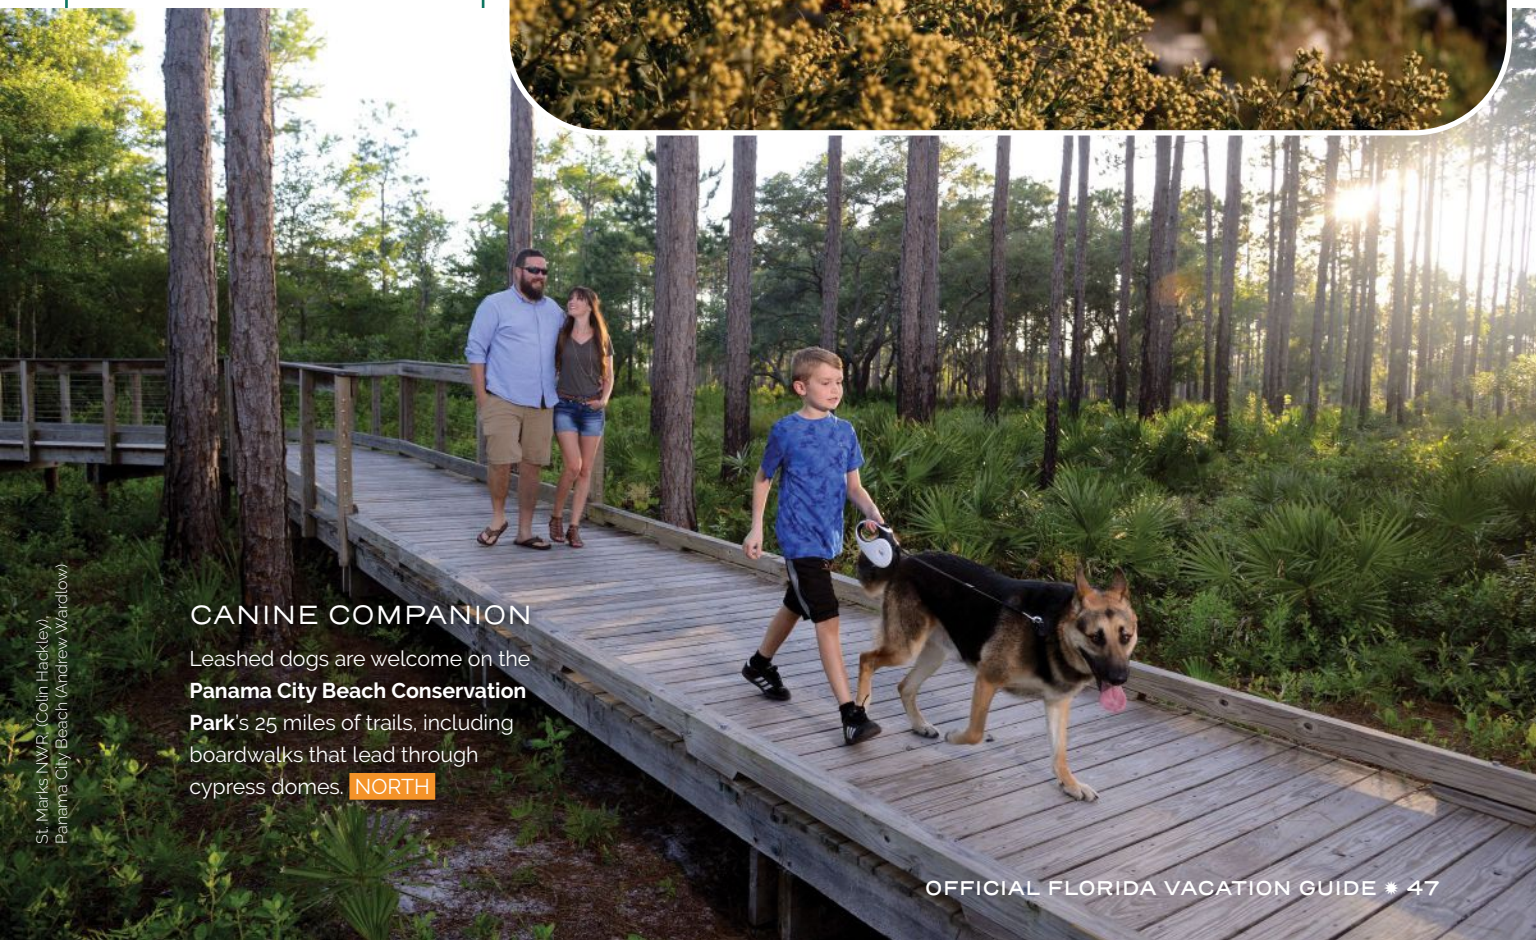 CANINE COMPANION
Leashed dogs are welcome on the
Panama City Beach Conservation
Park's 25 miles of trails, including
boardwalks that lead through
cypress domes. NORTH
St. Marks NWR (Colin Hackley),
Panama City Beach (Andrew Wardlow)
OFFICIAL FLORIDA VACATION GUIDE ✹ 47